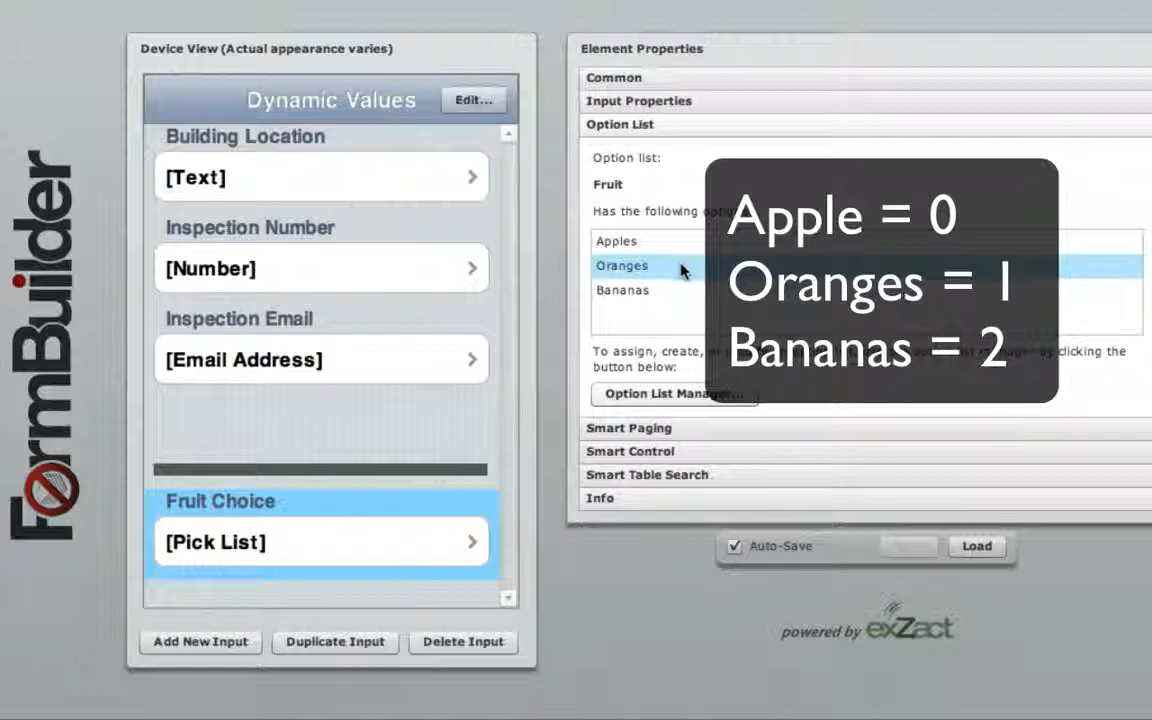 FormBuilder
Device View (Actual appearance varies)
Dynamic Values
Edit...
Building Location
[Text]
Inspection Number
[Number]
Inspection Email
[Email Address]
Fruit Choice
[Pick List]
Add New Input
Duplicate Input
Delete Input
Element Properties
Common
Input Properties
Option List
Option list:
Fruit
Has the following
Apples
Oranges
Bananas
Apple = 0
Oranges = 1
Bananas = 2
To assign, create, by clicking the
button below:
Option List Manager...
Smart Paging
Smart Control
Smart Table Search
Info
Auto-Save
Load
powered by exZact